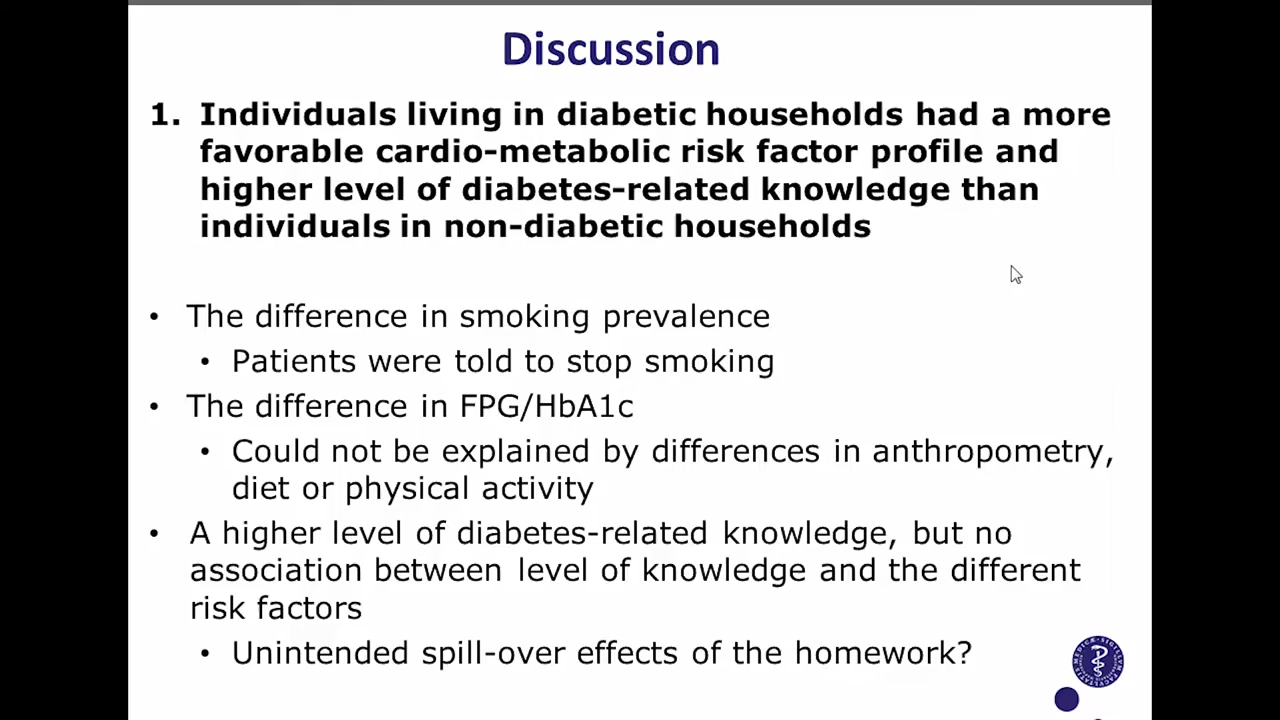 Discussion
1. Individuals living in diabetic households had a more
favorable cardio-metabolic risk factor profile and
higher level of diabetes-related knowledge than
individuals in non-diabetic households
• The difference in smoking prevalence
• Patients were told to stop smoking
• The difference in FPG/HbA1c
• Could not be explained by differences in anthropometry,
diet or physical activity
• A higher level of diabetes-related knowledge, but no
association between level of knowledge and the different
risk factors
• Unintended spill-over effects of the homework?